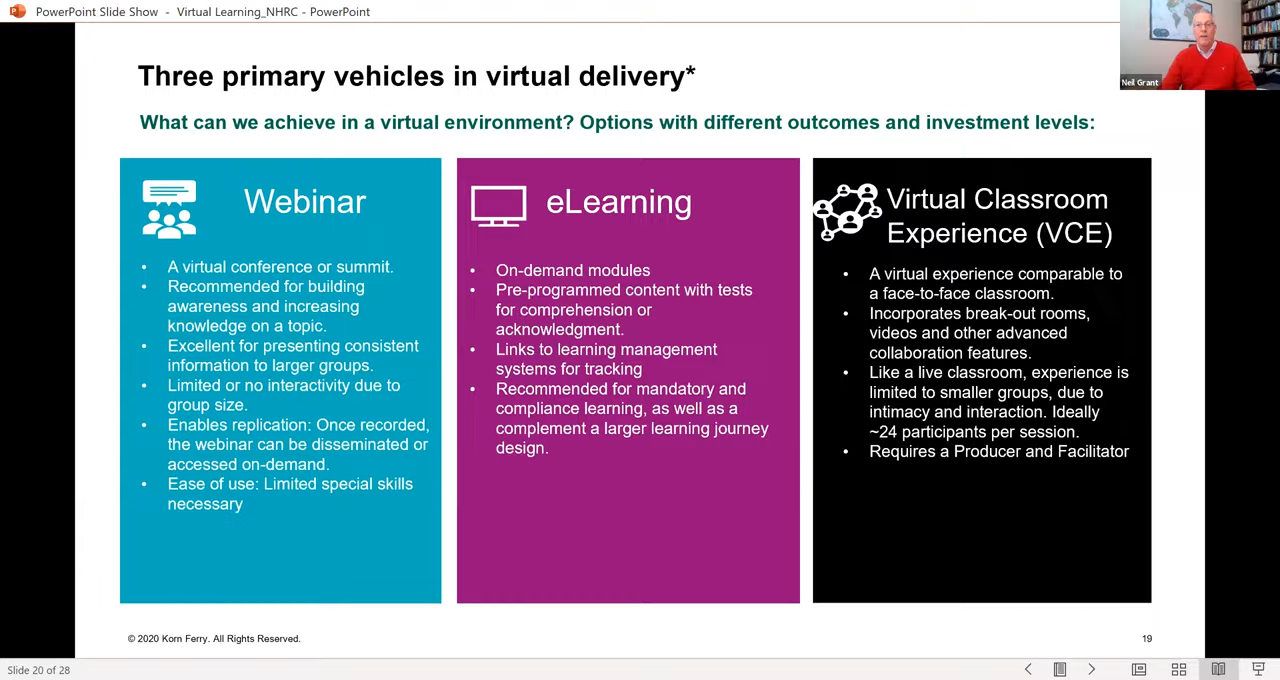 PowerPoint Slide Show - Virtual Learning_NHRC - PowerPoint
Neil Grant
Three primary vehicles in virtual delivery*
What can we achieve in a virtual environment? Options with different outcomes and investment levels:
Webinar
• A virtual conference or summit.
• Recommended for building
awareness and increasing
knowledge on a topic.
• Excellent for presenting consistent
information to larger groups.
• Limited or no interactivity due to
group size.
• Enables replication: Once recorded,
the webinar can be disseminated or
accessed on-demand.
• Ease of use: Limited special skills
necessary
eLearning
• On-demand modules
• Pre-programmed content with tests
for comprehension or
acknowledgment.
• Links to learning management
systems for tracking
• Recommended for mandatory and
compliance learning, as well as a
complement a larger learning journey
design.
Virtual Classroom
Experience (VCE)
• A virtual experience comparable to
a face-to-face classroom.
• Incorporates break-out rooms,
videos and other advanced
collaboration features.
• Like a live classroom, experience is
limited to smaller groups, due to
intimacy and interaction. Ideally
~24 participants per session.
• Requires a Producer and Facilitator
© 2020 Korn Ferry. All Rights Reserved.
19
Slide 20 of 28